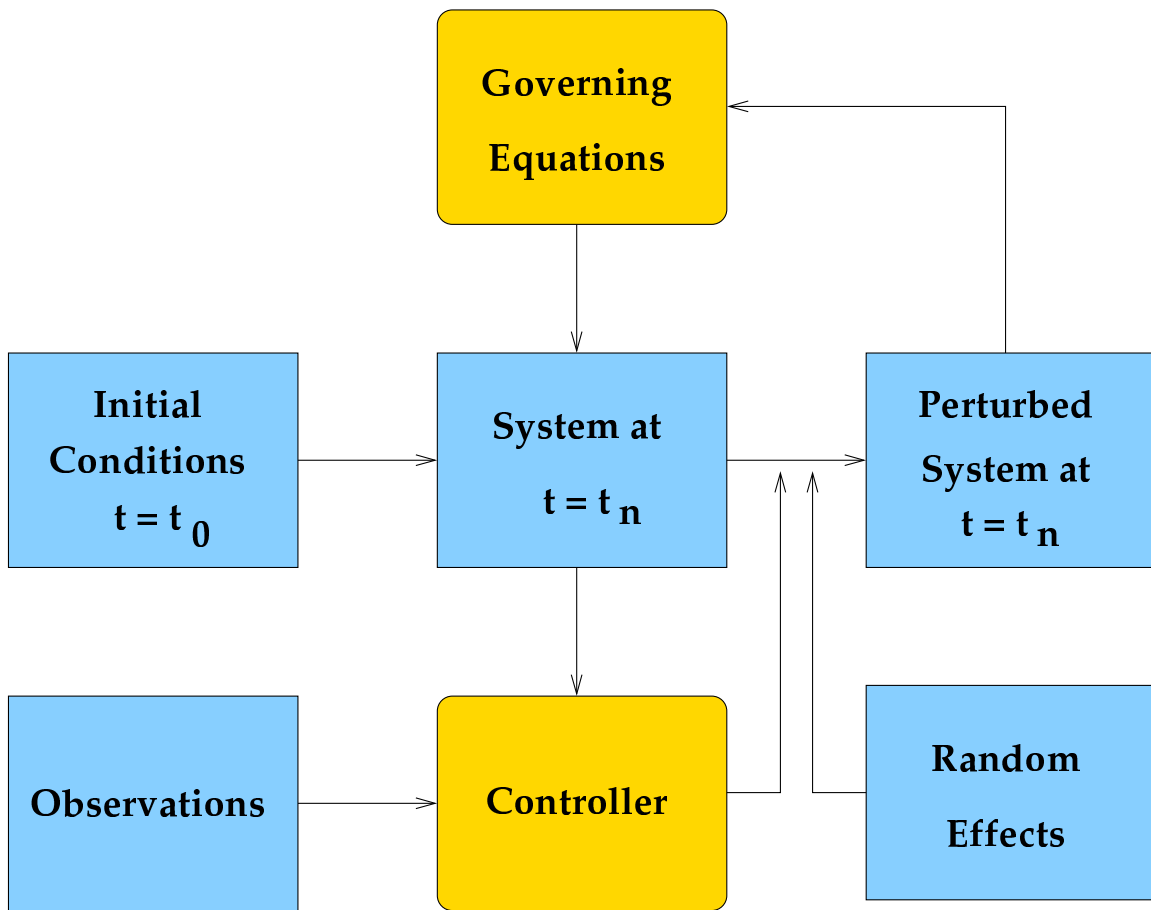 Governing
Equations
Initial
Conditions
t = t 0
System at
t = t n
Perturbed
System at
t = t n
Observations
Controller
Random
Effects